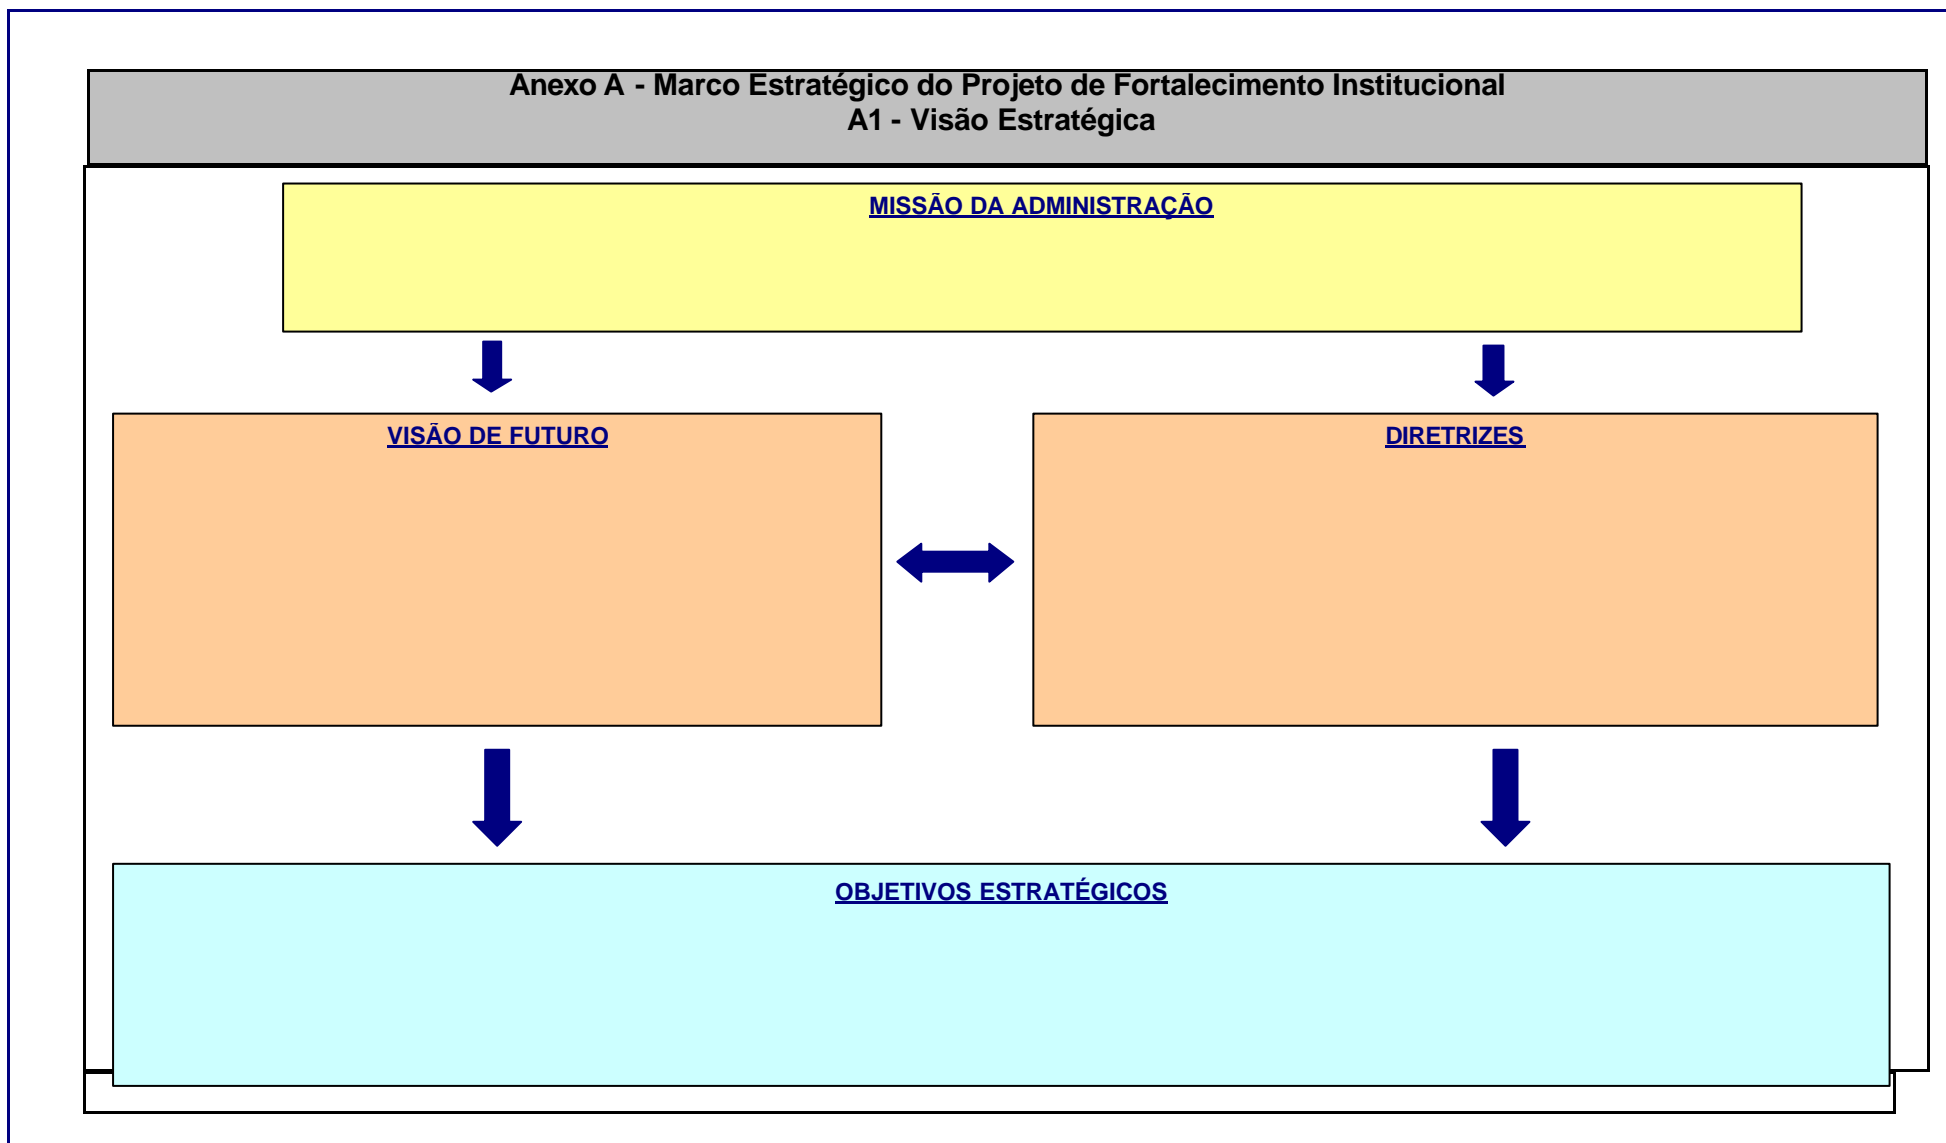 Anexo A - Marco Estratégico do Projeto de Fortalecimento Institucional
A1 - Visão Estratégica
MISSÃO DA ADMINISTRAÇÃO
VISÃO DE FUTURO
DIRETRIZES
OBJETIVOS ESTRATÉGICOS